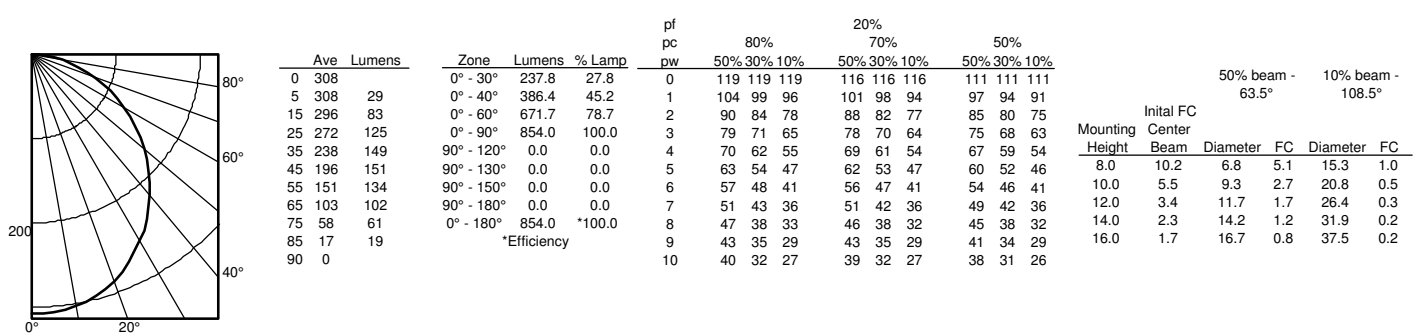 80°
60°
200
40°
0° 20°
Ave Lumens
0 308
5 308 29
15 296 83
25 272 125
35 238 149
45 196 151
55 151 134
65 103 102
75 58 61
85 17 19
90 0
Zone Lumens % Lamp
0° - 30° 237.8 27.8
0° - 40° 386.4 45.2
0° - 60° 671.7 78.7
0° - 90° 854.0 100.0
90° - 120° 0.0 0.0
90° - 130° 0.0 0.0
90° - 150° 0.0 0.0
90° - 180° 0.0 0.0
0° - 180° 854.0 *100.0
*Efficiency
pf 20%
pc 80% 70% 50%
pw 50% 30% 10% 50% 30% 10% 50% 30% 10%
0 119 119 119 116 116 116 111 111 111
1 104 99 96 101 98 94 97 94 91
2 90 84 78 88 82 77 85 80 75
3 79 71 65 78 70 64 75 68 63
4 70 62 55 69 61 54 67 59 54
5 63 54 47 62 53 47 60 52 46
6 57 48 41 56 47 41 54 46 41
7 51 43 36 51 42 36 49 42 36
8 47 38 33 46 38 32 45 38 32
9 43 35 29 43 35 29 41 34 29
10 40 32 27 39 32 27 38 31 26
50% beam - 10% beam -
63.5° 108.5°
Inital FC
Mounting Center
Height Beam Diameter FC Diameter FC
8.0 10.2 6.8 5.1 15.3 1.0
10.0 5.5 9.3 2.7 20.8 0.5
12.0 3.4 11.7 1.7 26.4 0.3
14.0 2.3 14.2 1.2 31.9 0.2
16.0 1.7 16.7 0.8 37.5 0.2